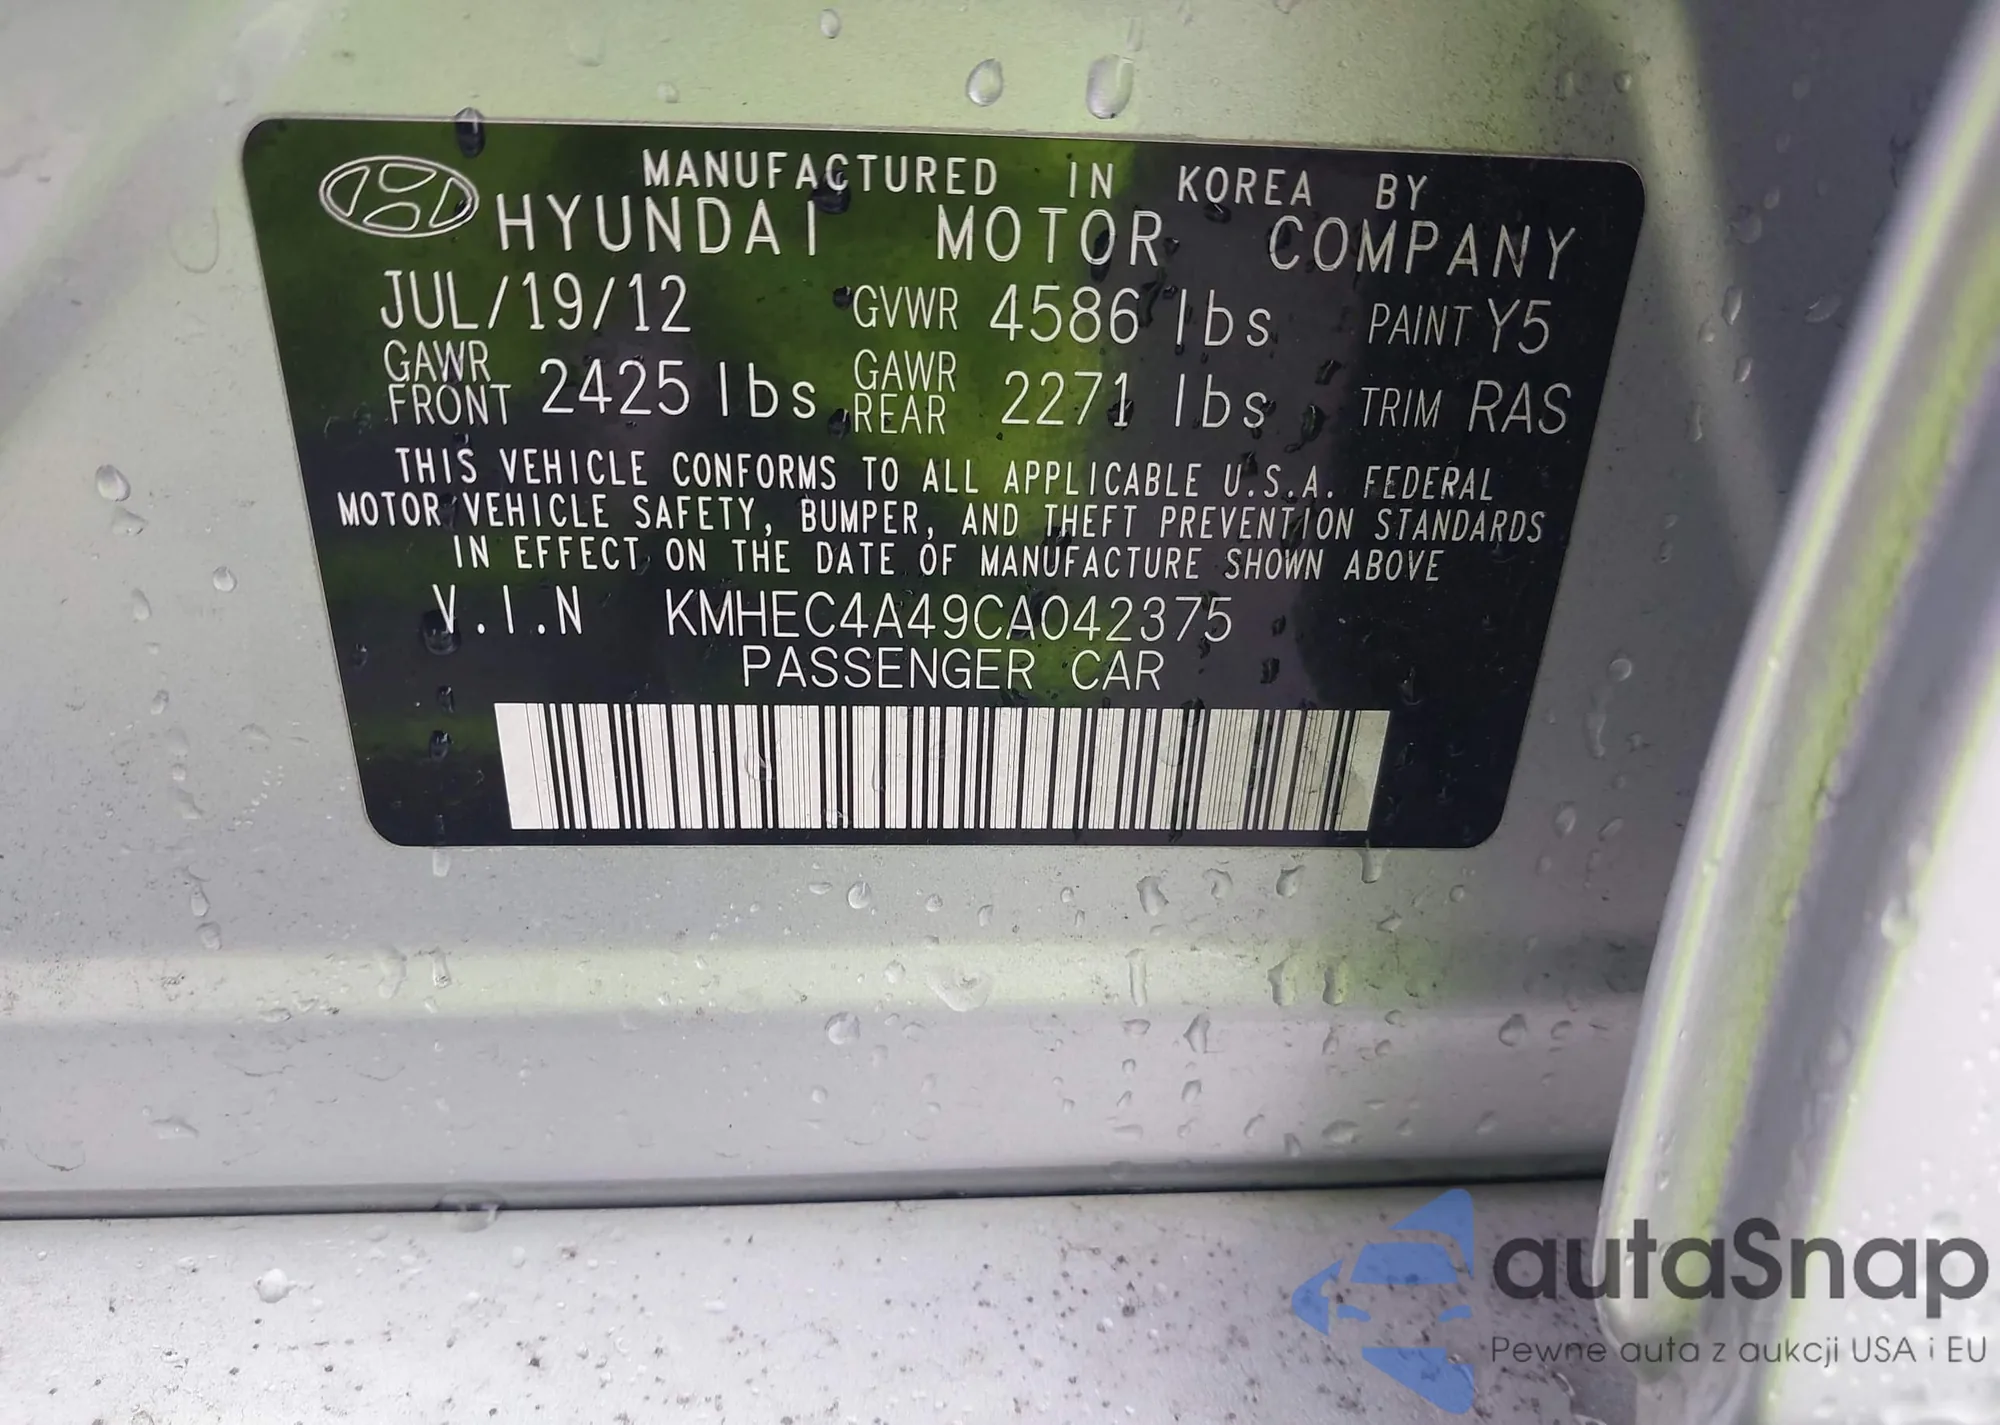 MANUFACTURED IN KOREA BY
HYUNDAI MOTOR COMPANY
JUL/19/12 GVWR 4586 lbs PAINT Y5
GAWR FRONT 2425 lbs GAWR REAR 2271 lbs TRIM RAS
THIS VEHICLE CONFORMS TO ALL APPLICABLE U.S.A. FEDERAL
MOTOR VEHICLE SAFETY, BUMPER, AND THEFT PREVENTION STANDARDS
IN EFFECT ON THE DATE OF MANUFACTURE SHOWN ABOVE
V.I.N KMHEC4A49CA042375
PASSENGER CAR
autaSnap
Pewne auta z aukcji USA i EU